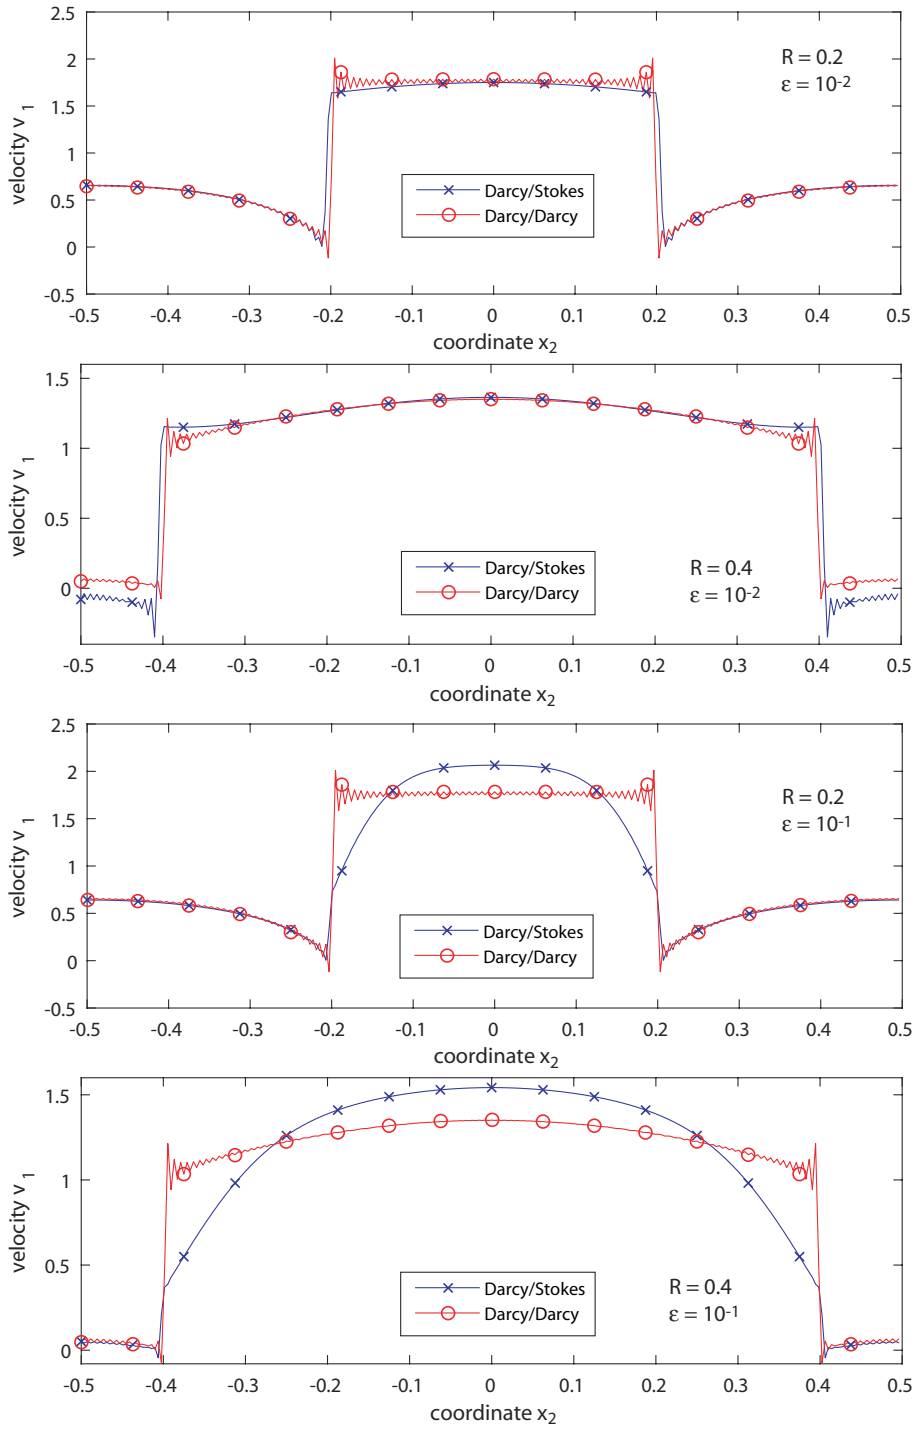 2.5
2
1.5
1
0.5
0
-0.5
velocity v 1
R = 0.2
ε = 10-2
Darcy/Stokes
Darcy/Darcy
-0.5 -0.4 -0.3 -0.2 -0.1 0 0.1 0.2 0.3 0.4 0.5
coordinate x2
1.5
1
0.5
0
velocity v 1
Darcy/Stokes
Darcy/Darcy
R = 0.4
ε = 10-2
-0.5 -0.4 -0.3 -0.2 -0.1 0 0.1 0.2 0.3 0.4 0.5
coordinate x2
2.5
2
1.5
1
0.5
0
-0.5
velocity v 1
R = 0.2
ε = 10-1
Darcy/Stokes
Darcy/Darcy
-0.5 -0.4 -0.3 -0.2 -0.1 0 0.1 0.2 0.3 0.4 0.5
coordinate x2
1.5
1
0.5
0
velocity v 1
Darcy/Stokes
Darcy/Darcy
R = 0.4
ε = 10-1
-0.5 -0.4 -0.3 -0.2 -0.1 0 0.1 0.2 0.3 0.4 0.5
coordinate x2